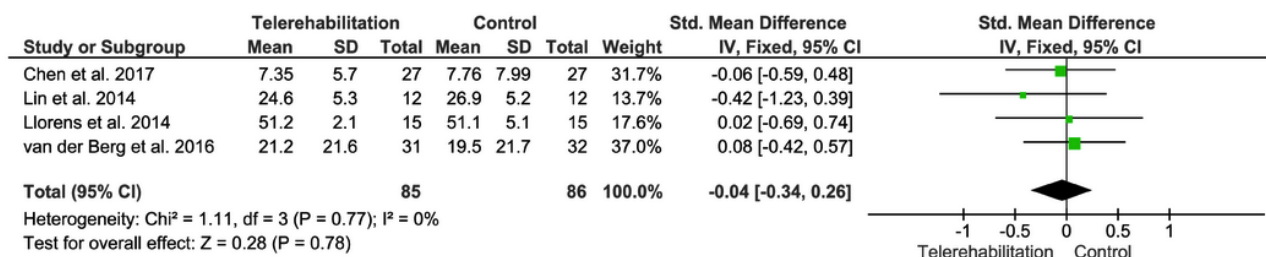 Telerehabilitation Control Std. Mean Difference Std. Mean Difference
Study or Subgroup Mean SD Total Mean SD Total Weight IV, Fixed, 95% CI IV, Fixed, 95% CI
Chen et al. 2017 7.35 5.7 27 7.76 7.99 27 31.7% -0.06 [-0.59, 0.48]
Lin et al. 2014 24.6 5.3 12 26.9 5.2 12 13.7% -0.42 [-1.23, 0.39]
Llorens et al. 2014 51.2 2.1 15 51.1 5.1 15 17.6% 0.02 [-0.69, 0.74]
van der Berg et al. 2016 21.2 21.6 31 19.5 21.7 32 37.0% 0.08 [-0.42, 0.57]
Total (95% CI) 85 86 100.0% -0.04 [-0.34, 0.26]
Heterogeneity: Chi² = 1.11, df = 3 (P = 0.77); I² = 0%
Test for overall effect: Z = 0.28 (P = 0.78)
-1 -0.5 0 0.5 1
Telerehabilitation Control